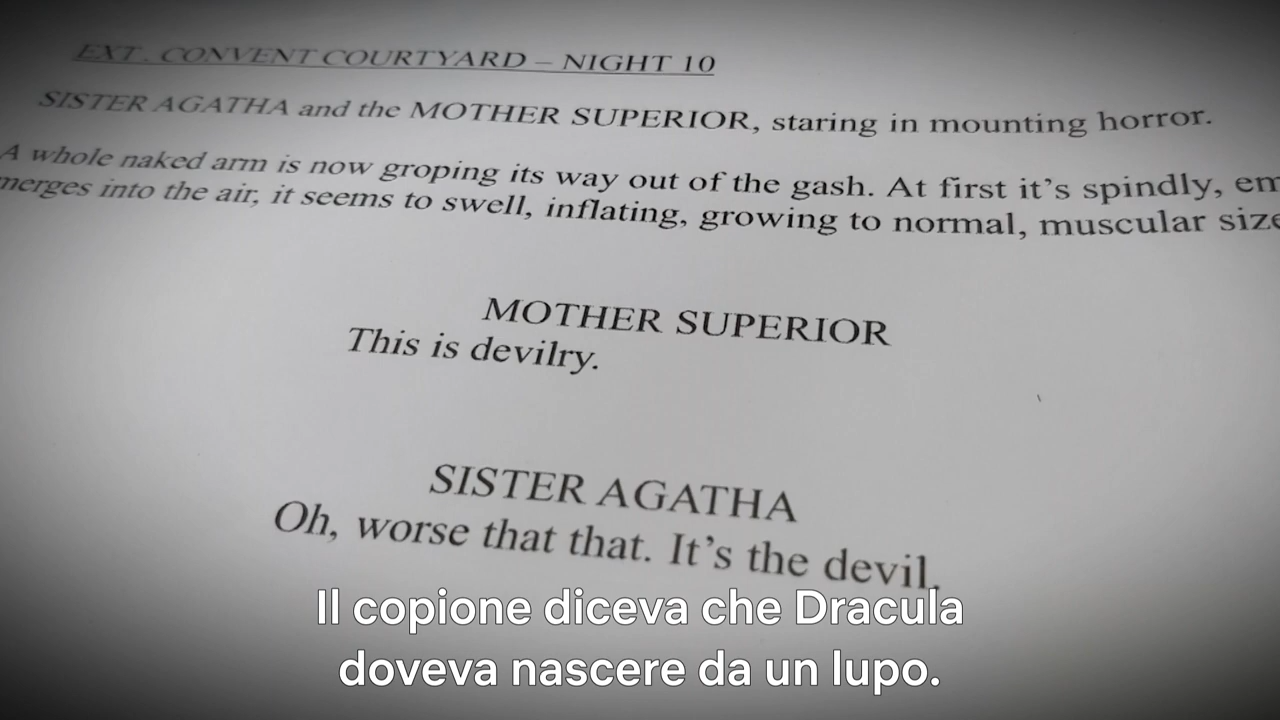 EXT. CONVENT COURTYARD – NIGHT 10
SISTER AGATHA and the MOTHER SUPERIOR, staring in mounting horror.
A whole naked arm is now groping its way out of the gash. At first it’s spindly, em
merges into the air, it seems to swell, inflating, growing to normal, muscular size
MOTHER SUPERIOR
This is devilry.
SISTER AGATHA
Oh, worse that that. It’s the devil.
Il copione diceva che Dracula
doveva nascere da un lupo.